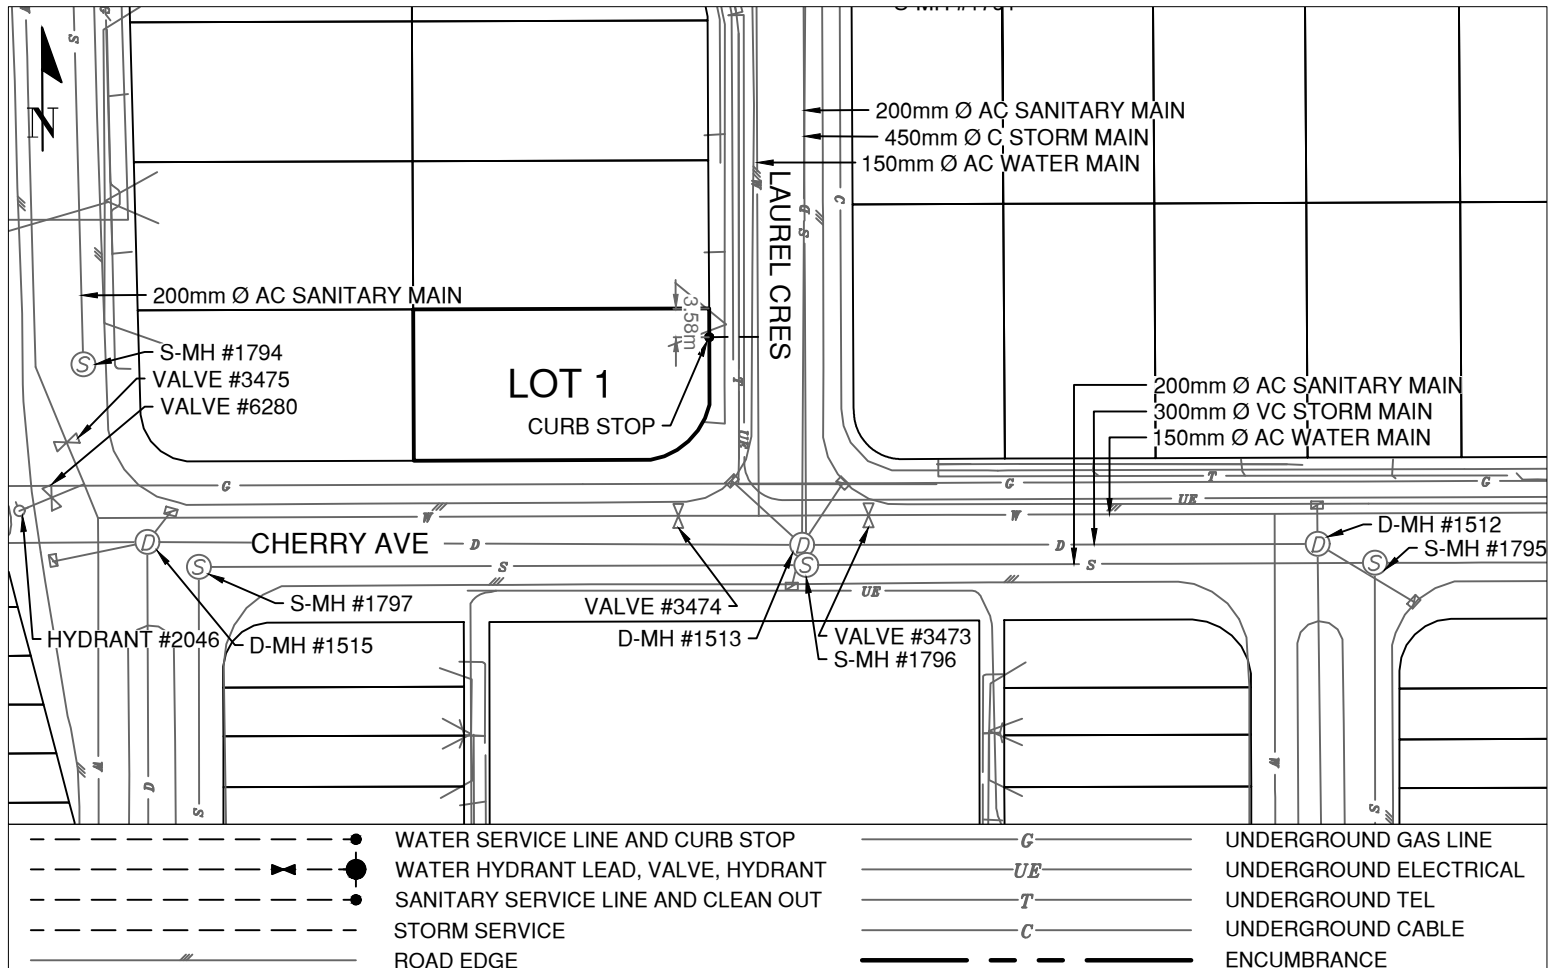 N
200mm Ø AC SANITARY MAIN
450mm Ø C STORM MAIN
150mm Ø AC WATER MAIN
LAUREL CRES
200mm Ø AC SANITARY MAIN
3.58m
S-MH #1794
VALVE #3475
VALVE #6280
LOT 1
CURB STOP
200mm Ø AC SANITARY MAIN
300mm Ø VC STORM MAIN
150mm Ø AC WATER MAIN
S
S
D
S
C
T
UE
G
G
T
G
UE
W
W
D-MH #1512
S-MH #1795
D
CHERRY AVE
D
D
D
D
S
S
S
S
S
S
UE
S-MH #1797
VALVE #3474
HYDRANT #2046
D-MH #1515
D-MH #1513
VALVE #3473
S-MH #1796
W
D
S
W
S
WATER SERVICE LINE AND CURB STOP
WATER HYDRANT LEAD, VALVE, HYDRANT
SANITARY SERVICE LINE AND CLEAN OUT
STORM SERVICE
ROAD EDGE
G
UNDERGROUND GAS LINE
UE
UNDERGROUND ELECTRICAL
T
UNDERGROUND TEL
C
UNDERGROUND CABLE
ENCUMBRANCE